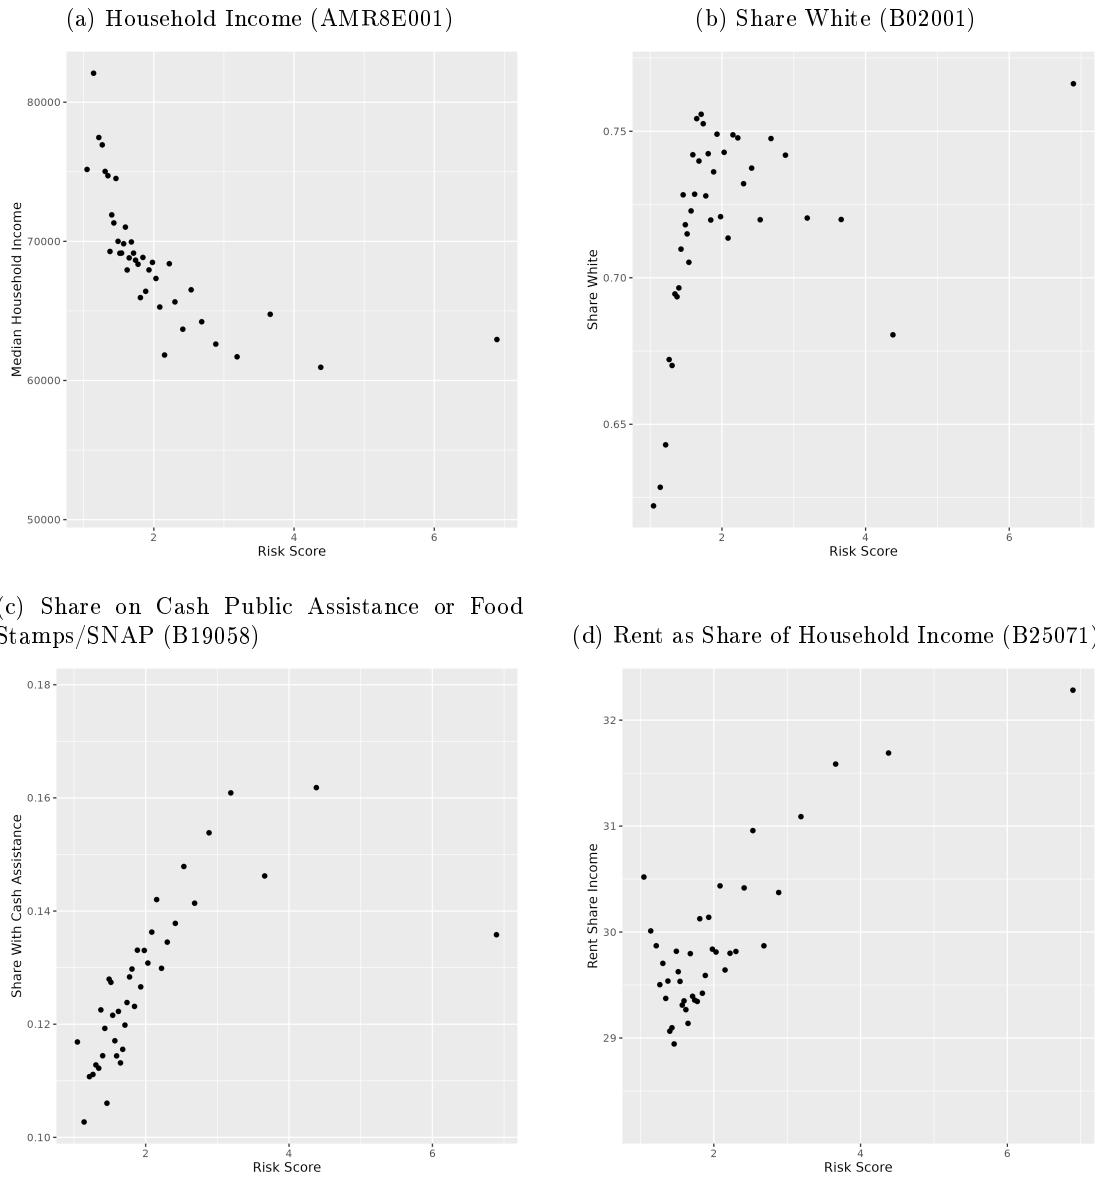 (a) Household Income (AMR8E001)
80000
70000
60000
50000
Median Household Income
2 4 6
Risk Score
(b) Share White (B02001)
0.75
0.70
0.65
Share White
2 4 6
Risk Score
(c) Share on Cash Public Assistance or Food
Stamps/SNAP (B19058)
0.18
0.16
0.14
0.12
0.10
Share With Cash Assistance
2 4 6
Risk Score
(d) Rent as Share of Household Income (B25071)
32
31
30
29
Rent Share Income
2 4 6
Risk Score